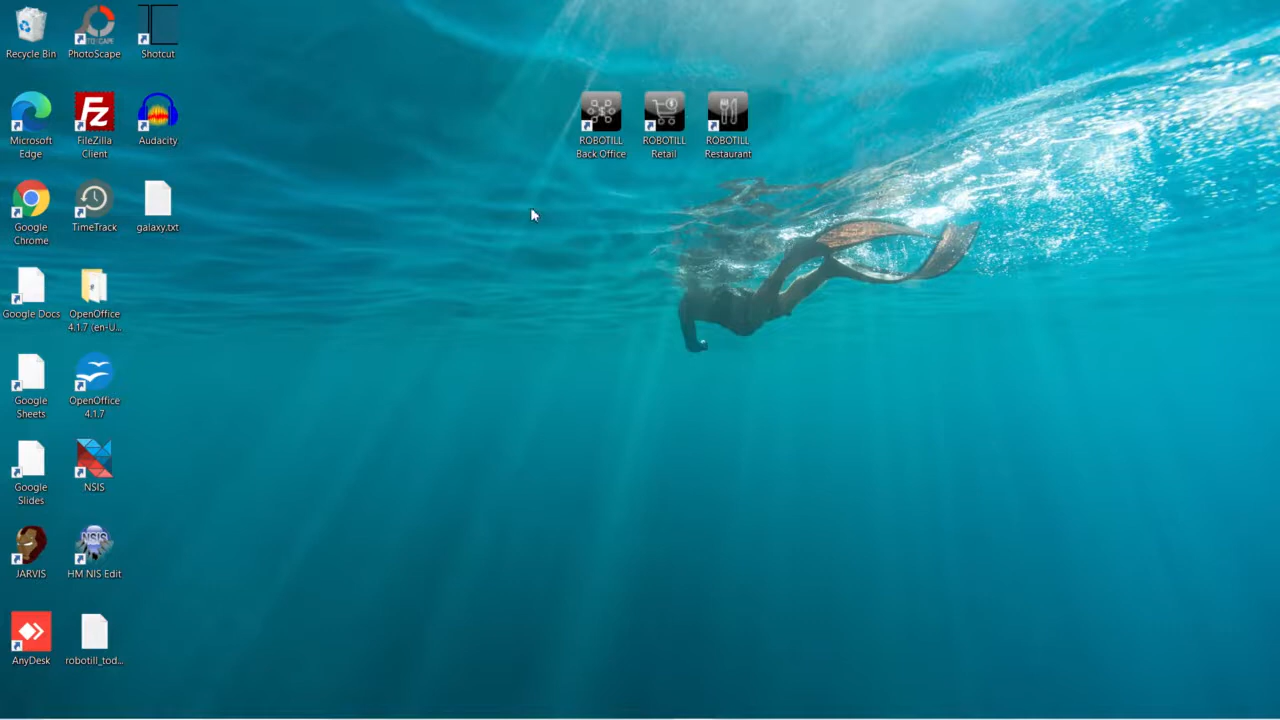 Recycle Bin
PhotoScape
Shotcut
Microsoft
Edge
FileZilla
Client
Audacity
ROBOTILL
Back Office
ROBOTILL
Retail
ROBOTILL
Restaurant
Google
Chrome
TimeTrack
galaxy.txt
Google Docs
OpenOffice
4.1.7 (en-U...
Google
Sheets
OpenOffice
4.1.7
Google
Slides
NSIS
JARVIS
NSIS
HM NIS Edit
AnyDesk
robotill_tod...